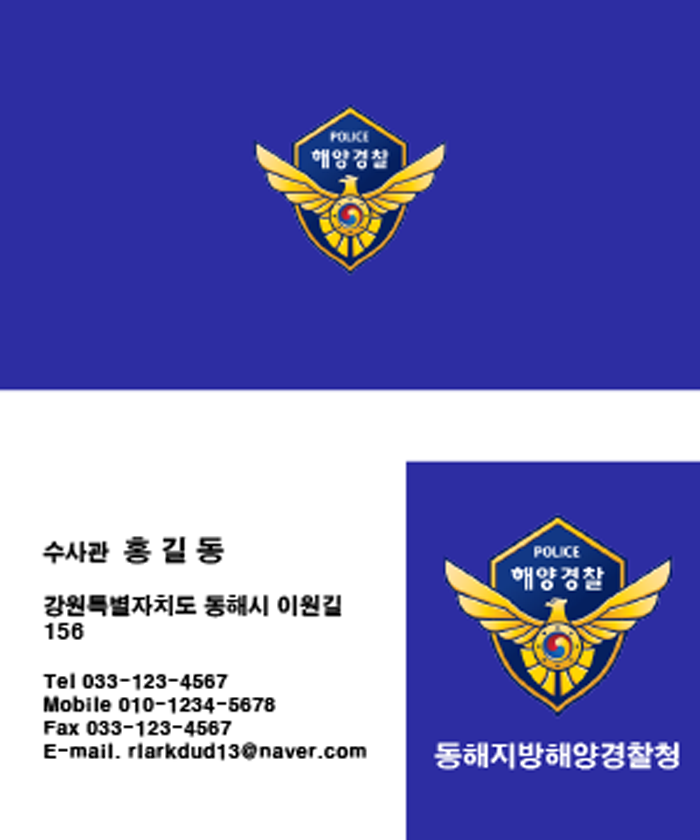 POLICE
해양경찰
수사관 홍길동
강원특별자치도 동해시 이원길
156
Tel 033-123-4567
Mobile 010-1234-5678
Fax 033-123-4567
E-mail. rlarkdud13@naver.com
POLICE
해양경찰
동해지방해양경찰청